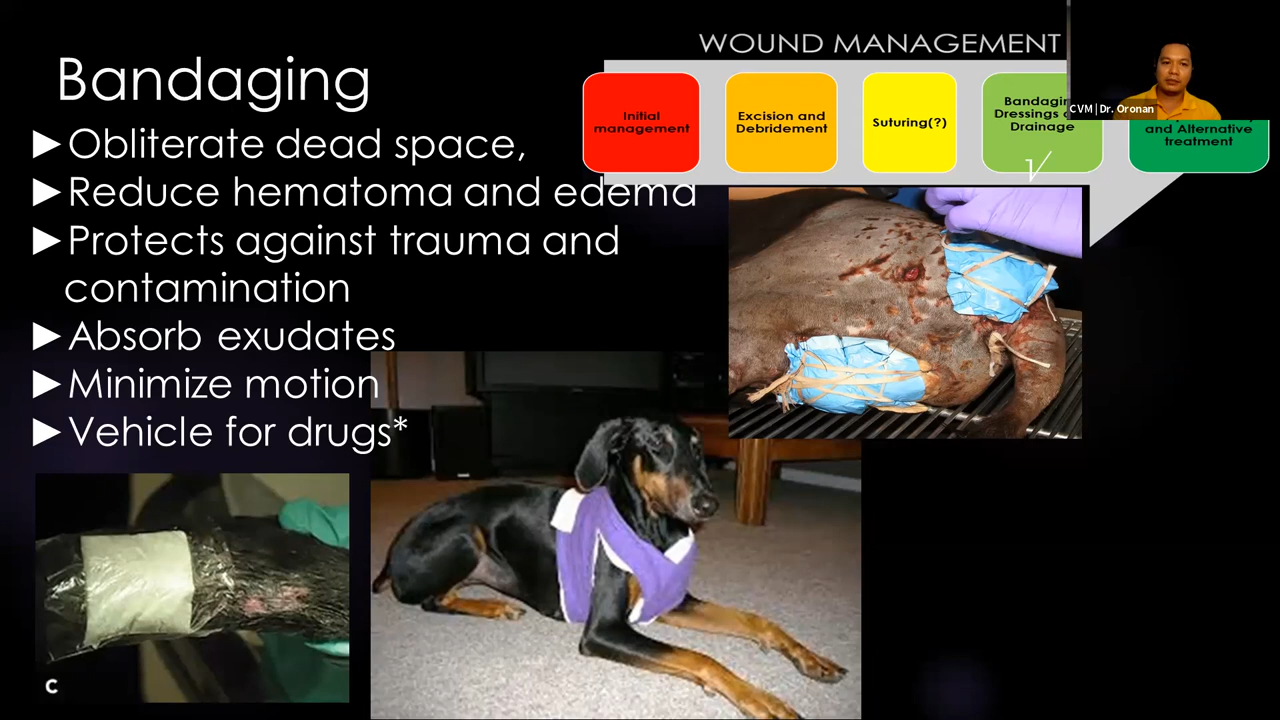 WOUND MANAGEMENT
Bandaging
►Obliterate dead space,
►Reduce hematoma and edema
►Protects against trauma and
contamination
►Absorb exudates
►Minimize motion
►Vehicle for drugs*
Initial
management
Excision and
Debridement
Suturing(?)
Dressings
Drainage
and Alternative
treatment
CVM|Dr. Oronan
C